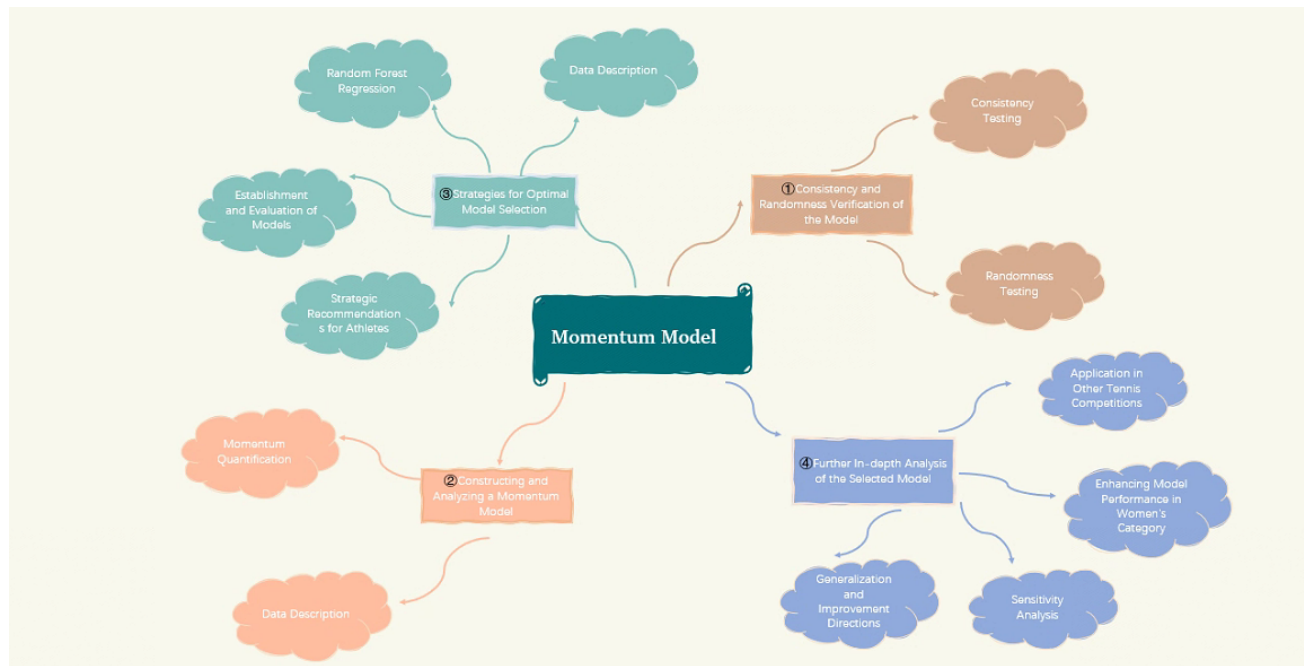 Random Forest
Regression
Data Description
Establishment
and Evaluation of
Models
③Strategies for Optimal
Model Selection
Strategic
Recommendation
s for Athletes
Consistency
Testing
①Consistency and
Randomness Verification of
the Model
Randomness
Testing
Momentum Model
Momentum
Quantification
②Constructing and
Analyzing a Momentum
Model
Data Description
Application in
Other Tennis
Competitions
④Further In-depth Analysis
of the Selected Model
Enhancing Model
Performance in
Women's
Category
Generalization
and
Improvement
Directions
Sensitivity
Analysis